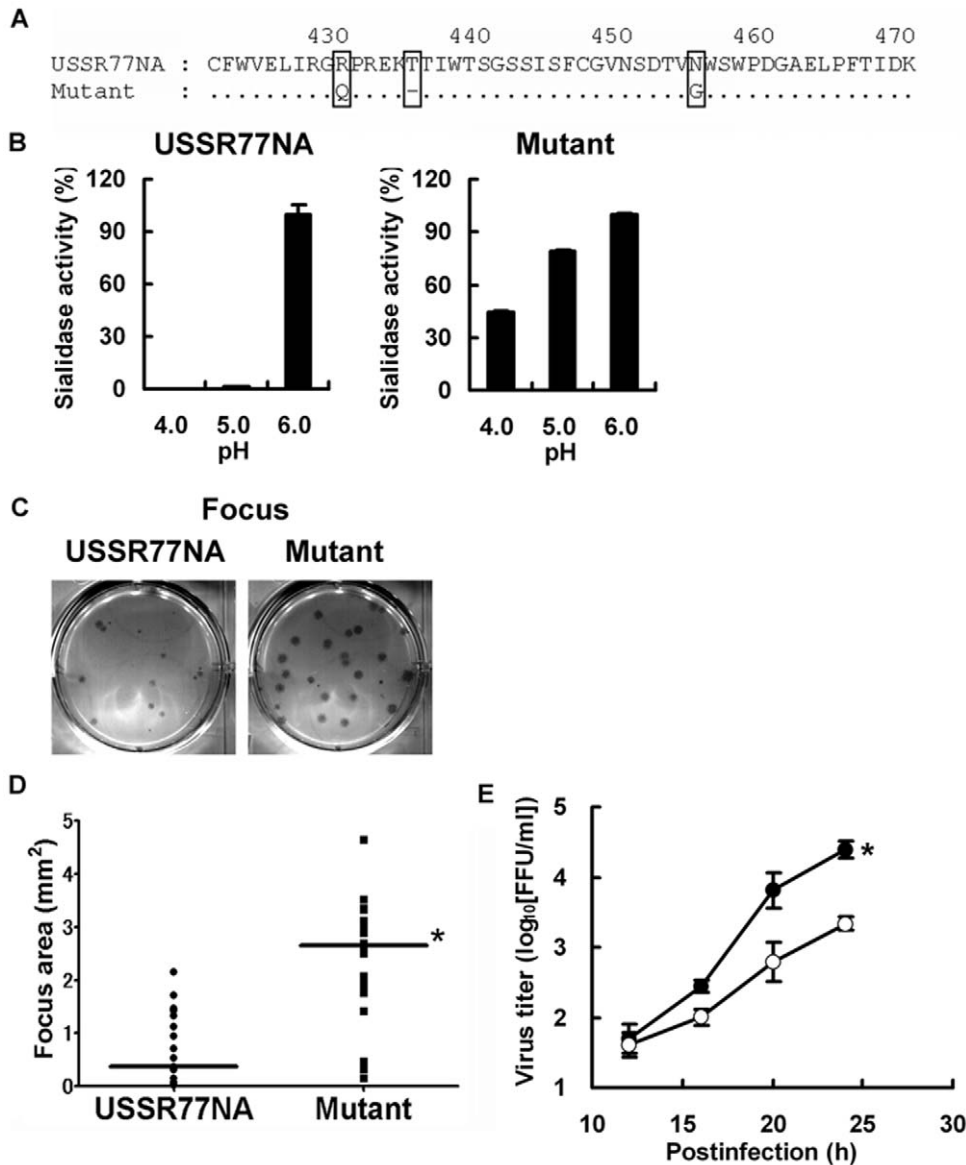 A
430 440 450 460 470
USSR77NA : CFWVELIRGRPREKTTIWTSGSSISFCGVNSDTVNWSWPDGAELPFTIDK
Mutant : .........Q....-...................G...............
B
USSR77NA Mutant
Sialidase activity (%)
120
90
60
30
0
4.0 5.0 6.0
pH
Sialidase activity (%)
120
90
60
30
0
4.0 5.0 6.0
pH
C
Focus
USSR77NA Mutant
D
Focus area (mm²)
5
4
3
2
1
0
*
USSR77NA Mutant
E
Virus titer (log₁₀[FFU/ml])
5
4
3
2
1
*
10 15 20 25 30
Postinfection (h)